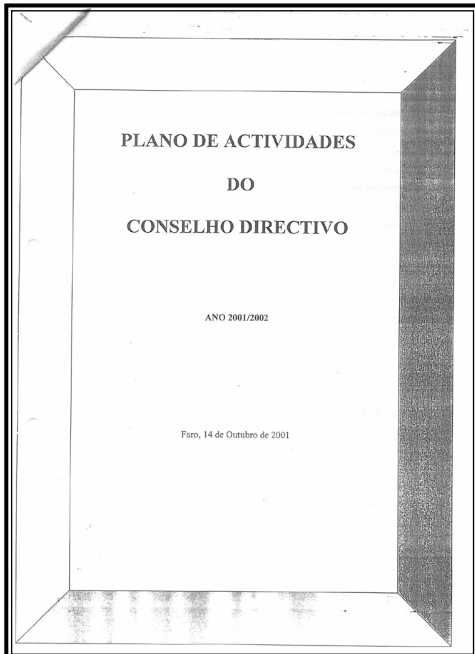 PLANO DE ACTIVIDADES
DO
CONSELHO DIRECTIVO
ANO 2001/2002
Faro, 14 de Outubro de 2001